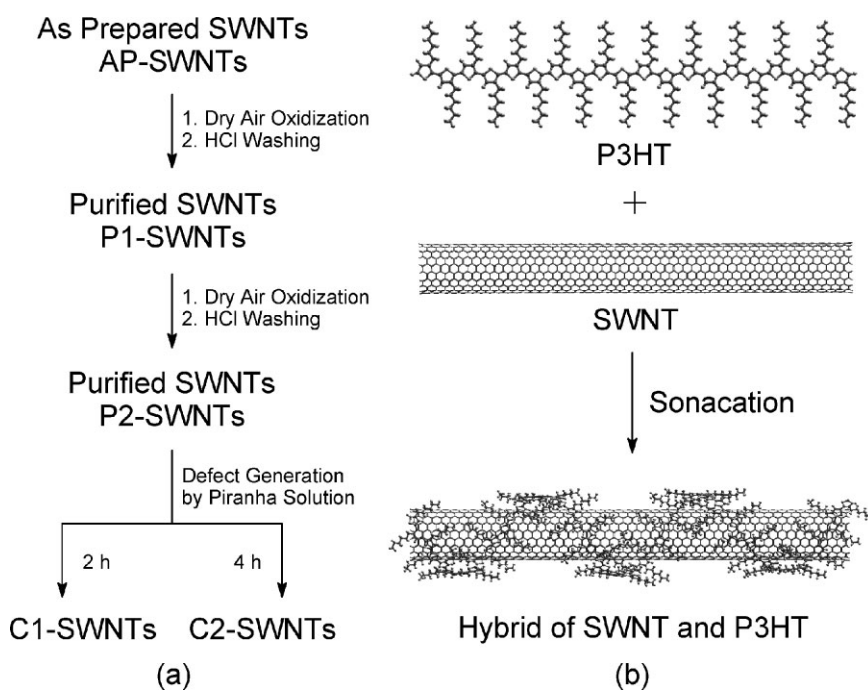 As Prepared SWNTs
AP-SWNTs
1. Dry Air Oxidization
2. HCl Washing
Purified SWNTs
P1-SWNTs
1. Dry Air Oxidization
2. HCl Washing
Purified SWNTs
P2-SWNTs
Defect Generation
by Piranha Solution
2 h
4 h
C1-SWNTs
C2-SWNTs
(a)
P3HT
+
SWNT
Sonacation
Hybrid of SWNT and P3HT
(b)